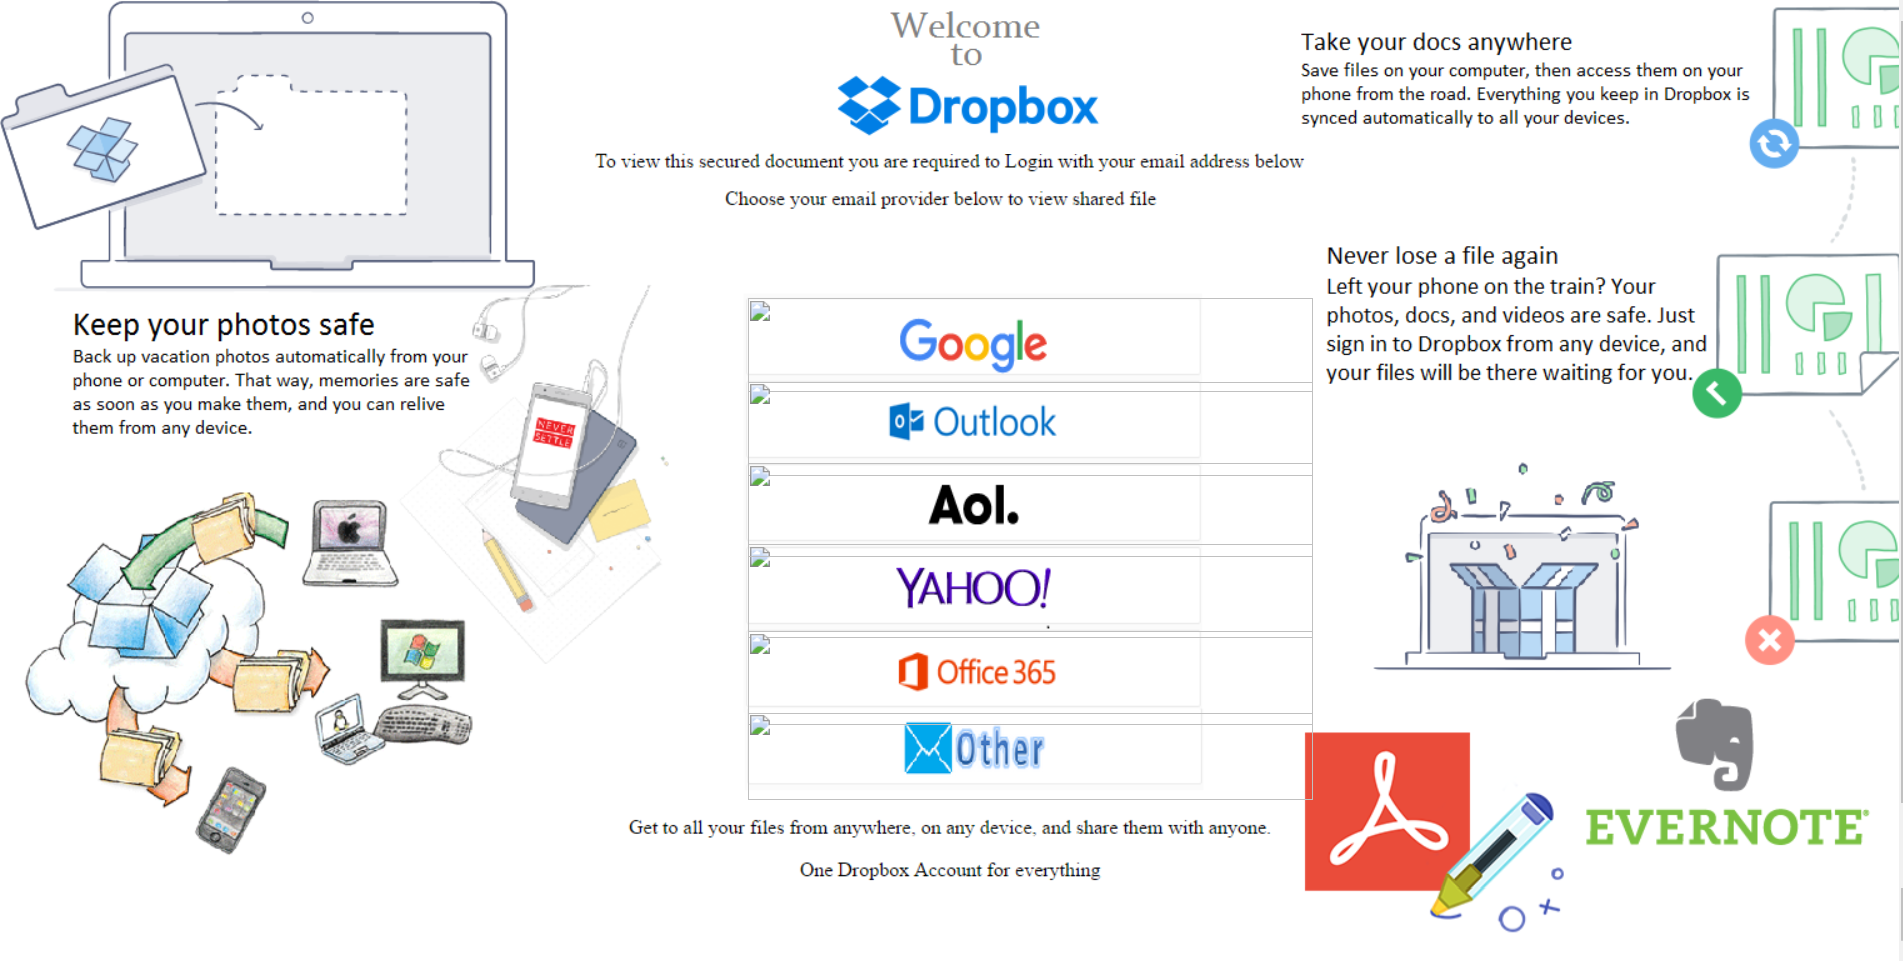 Welcome
to
Dropbox
To view this secured document you are required to Login with your email address below
Choose your email provider below to view shared file
Take your docs anywhere
Save files on your computer, then access them on your
phone from the road. Everything you keep in Dropbox is
synced automatically to all your devices.
Never lose a file again
Left your phone on the train? Your
photos, docs, and videos are safe. Just
sign in to Dropbox from any device, and
your files will be there waiting for you.
Keep your photos safe
Back up vacation photos automatically from your
phone or computer. That way, memories are safe
as soon as you make them, and you can relive
them from any device.
NEVER
SETTLE
Google
Outlook
Aol.
YAHOO!
Office 365
Other
Get to all your files from anywhere, on any device, and share them with anyone.
One Dropbox Account for everything
EVERNOTE